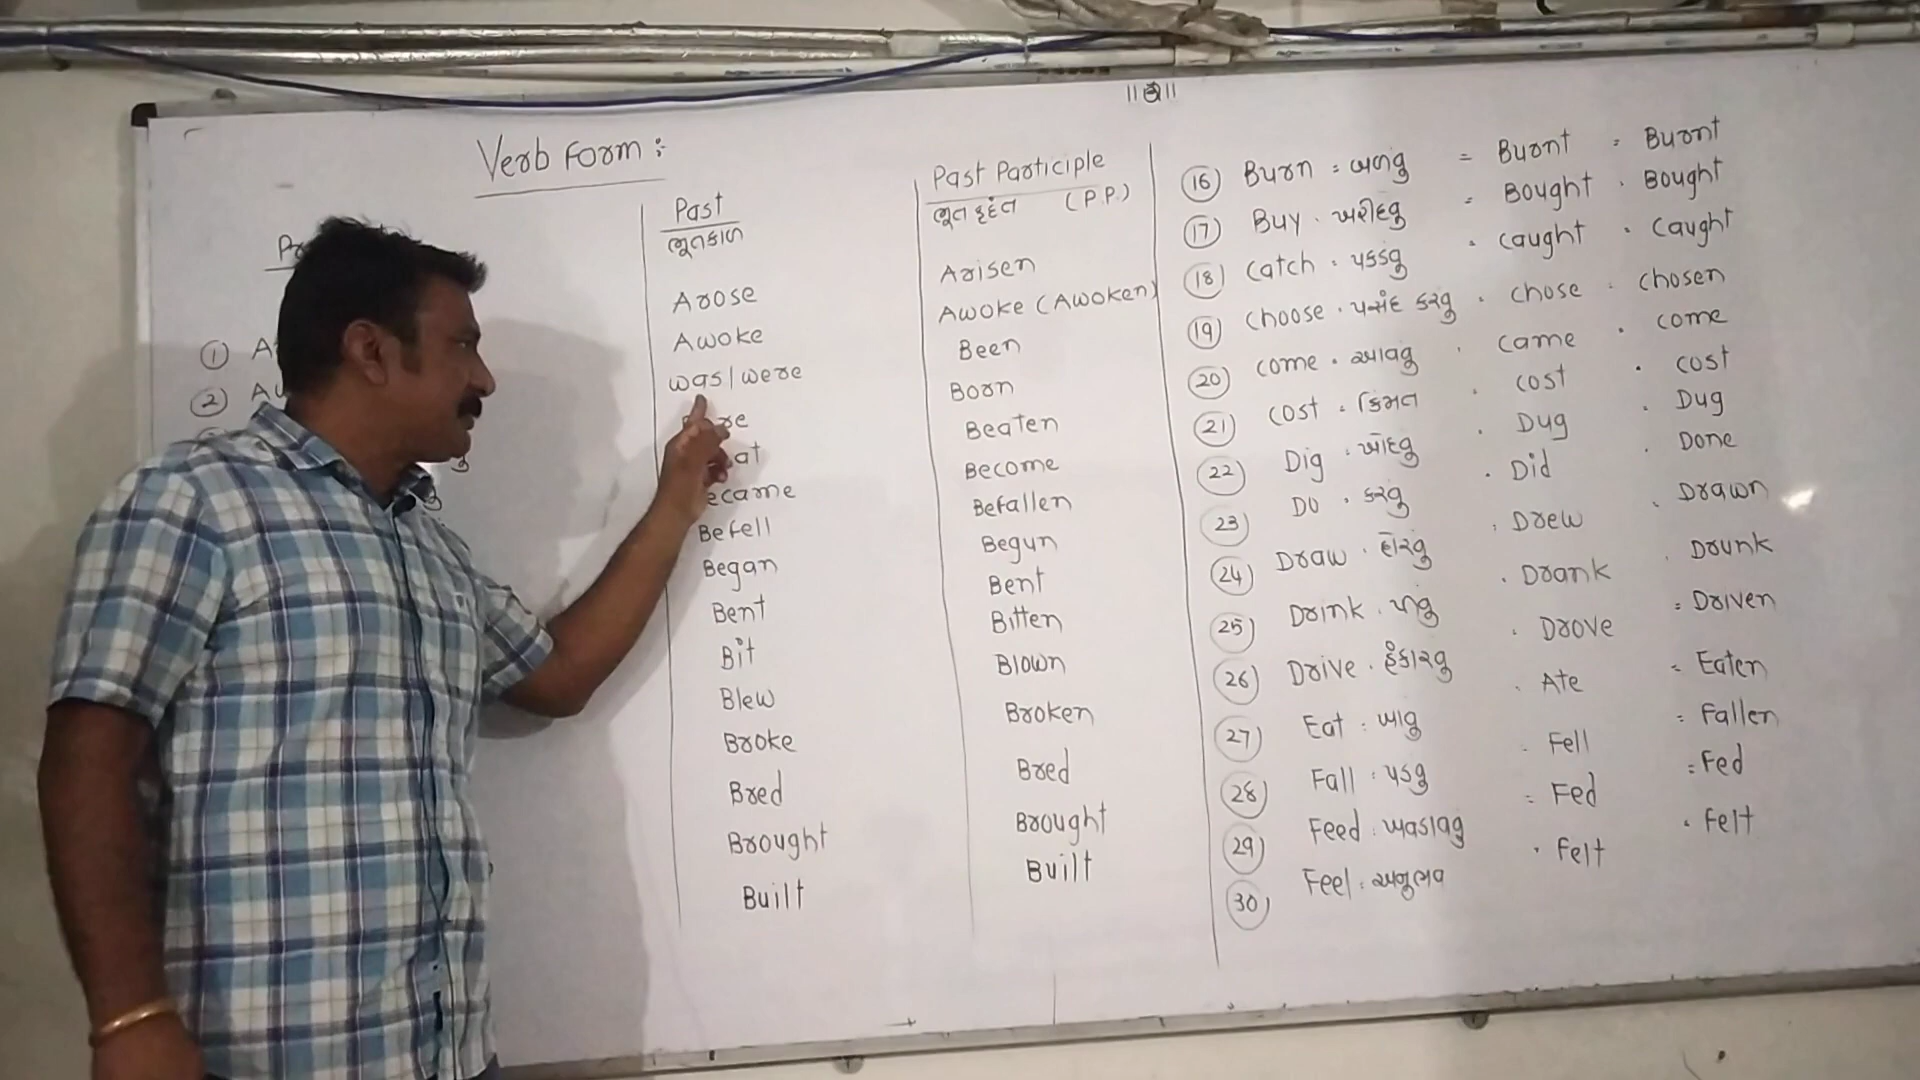 ||શ્રી||
Verb Form :
Past
ભૂતકાળ
Past Participle
ભૂતકૃદંત (P.P.)
① A
② Aw
Arose
Awoke
was/were
Became
Befell
Began
Bent
Bit
Blew
Broke
Bred
Brought
Built
Arisen
Awoke (Awoken)
Been
Born
Beaten
Become
Befallen
Begun
Bent
Bitten
Blown
Broken
Bred
Brought
Built
⑯ Burn = બળવુ = Burnt = Burnt
⑰ Buy . ખરીદવુ = Bought . Bought
⑱ Catch . પકડવુ . Caught . Caught
⑲ Choose . પસંદ કરવુ . Chose . Chosen
⑳ Come . આવવુ . Came . Come
㉑ Cost . કિંમત . Cost . Cost
㉒ Dig . ખોદવુ . Dug . Dug
㉓ Do . કરવુ . Did . Done
㉔ Draw . દોરવુ : Drew . Drawn
㉕ Drink . પીવુ . Drank . Drunk
㉖ Drive . હંકારવુ . Drove = Driven
㉗ Eat : ખાવુ . Ate = Eaten
㉘ Fall : પડવુ . Fell = Fallen
㉙ Feed : ખવડાવવુ = Fed = Fed
㉚ Feel : અનુભવ . Felt . Felt